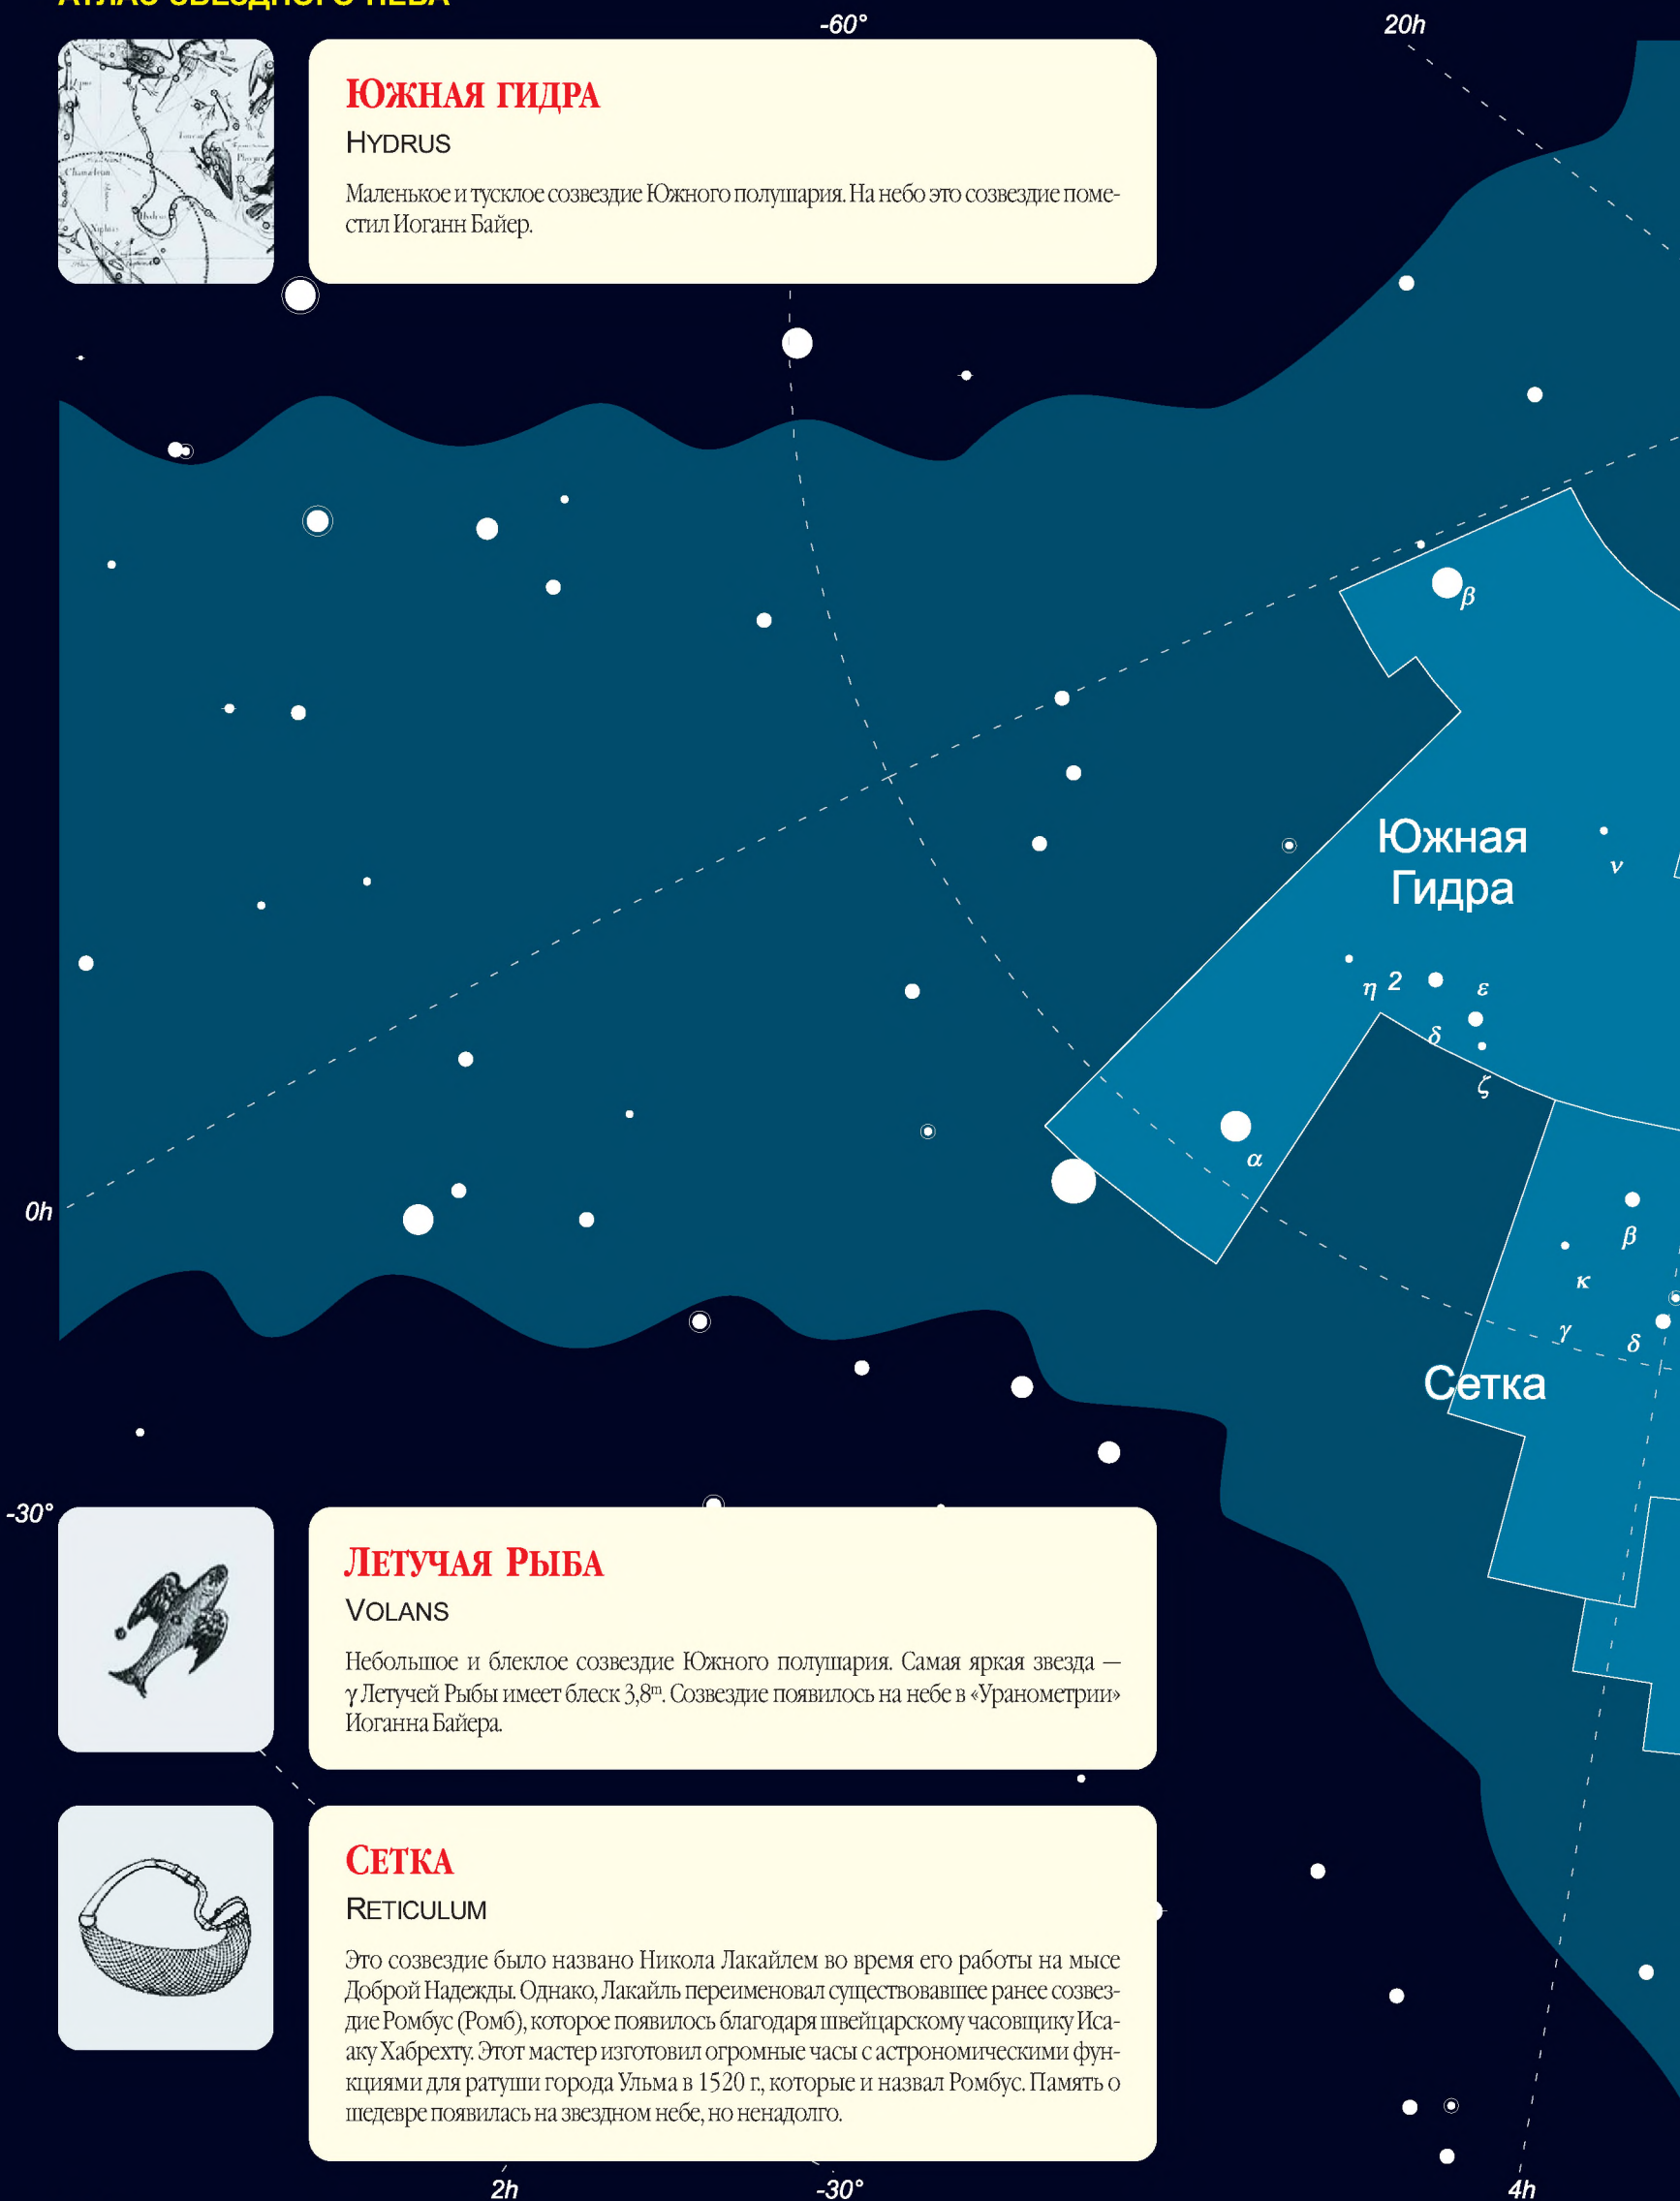 АТЛАС ЗВЕЗДНОГО НЕБА
-60°
20h
Южная гидра
Hydrus
Маленькое и тусклое созвездие Южного полушария. На небо это созвездие поме-
стил Иоганн Байер.
β
Южная
Гидра
ν
η 2
ε
δ
ζ
α
0h
β
κ
γ
δ
Сетка
-30°
Летучая Рыба
Volans
Небольшое и блеклое созвездие Южного полушария. Самая яркая звезда —
γ Летучей Рыбы имеет блеск 3,8ᵐ. Созвездие появилось на небе в «Уранометрии»
Иоганна Байера.
Сетка
Reticulum
Это созвездие было названо Никола Лакайлем во время его работы на мысе
Доброй Надежды. Однако, Лакайль переименовал существовавшее ранее созвез-
дие Ромбус (Ромб), которое появилось благодаря швейцарскому часовщику Иса-
аку Хабрехту. Этот мастер изготовил огромные часы с астрономическими фун-
кциями для ратуши города Ульма в 1520 г., которые и назвал Ромбус. Память о
шедевре появилась на звездном небе, но ненадолго.
2h
-30°
4h